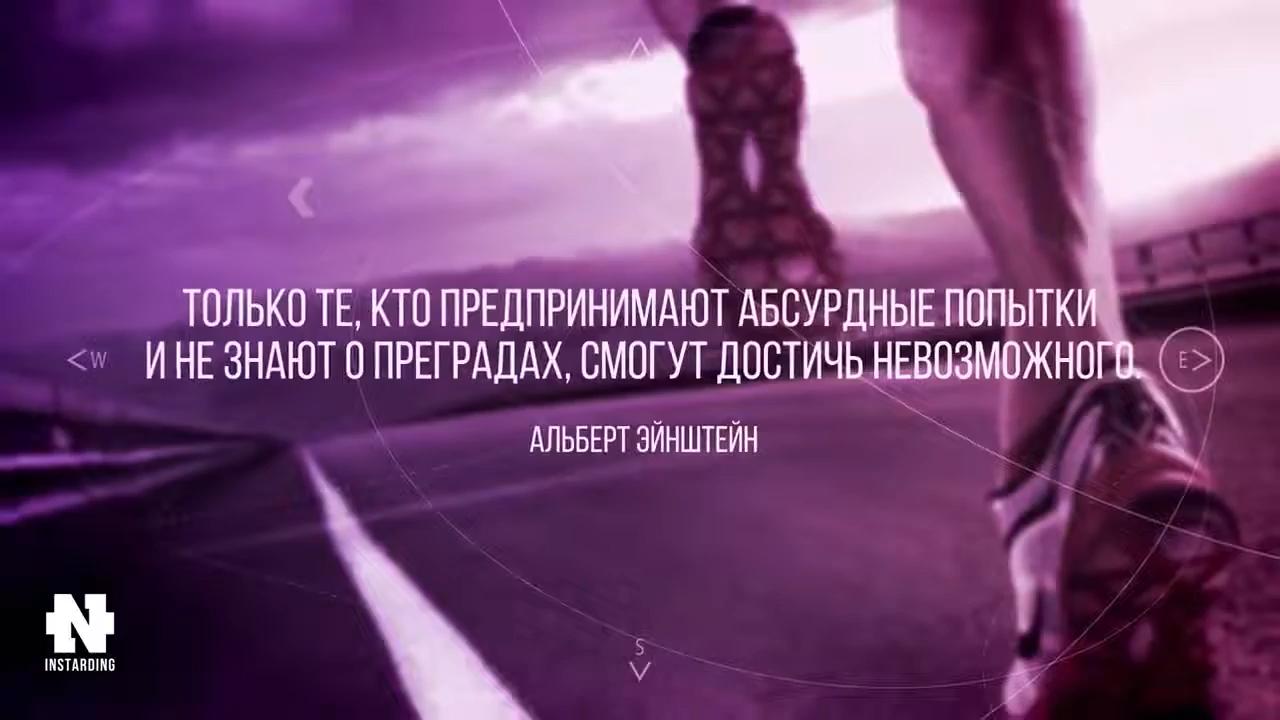 <W
ТОЛЬКО ТЕ, КТО ПРЕДПРИНИМАЮТ АБСУРДНЫЕ ПОПЫТКИ
И НЕ ЗНАЮТ О ПРЕГРАДАХ, СМОГУТ ДОСТИЧЬ НЕВОЗМОЖНОГО.
E>
АЛЬБЕРТ ЭЙНШТЕЙН
S
N
INSTARDING